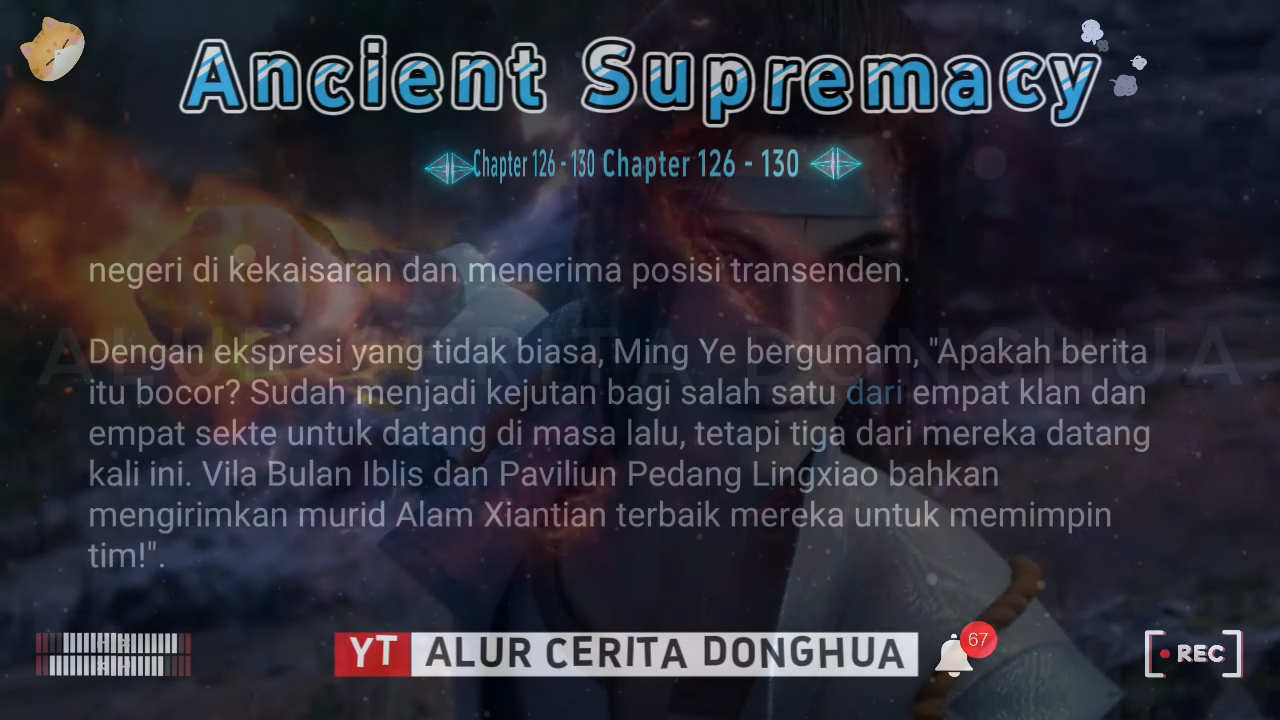 Ancient Supremacy
Chapter 126 - 130 Chapter 126 - 130
negeri di kekaisaran dan menerima posisi transenden.
ALUR CERITA DONGHUA
Dengan ekspresi yang tidak biasa, Ming Ye bergumam, "Apakah berita
itu bocor? Sudah menjadi kejutan bagi salah satu dari empat klan dan
empat sekte untuk datang di masa lalu, tetapi tiga dari mereka datang
kali ini. Vila Bulan Iblis dan Paviliun Pedang Lingxiao bahkan
mengirimkan murid Alam Xiantian terbaik mereka untuk memimpin
tim!".
YT ALUR CERITA DONGHUA
67
REC